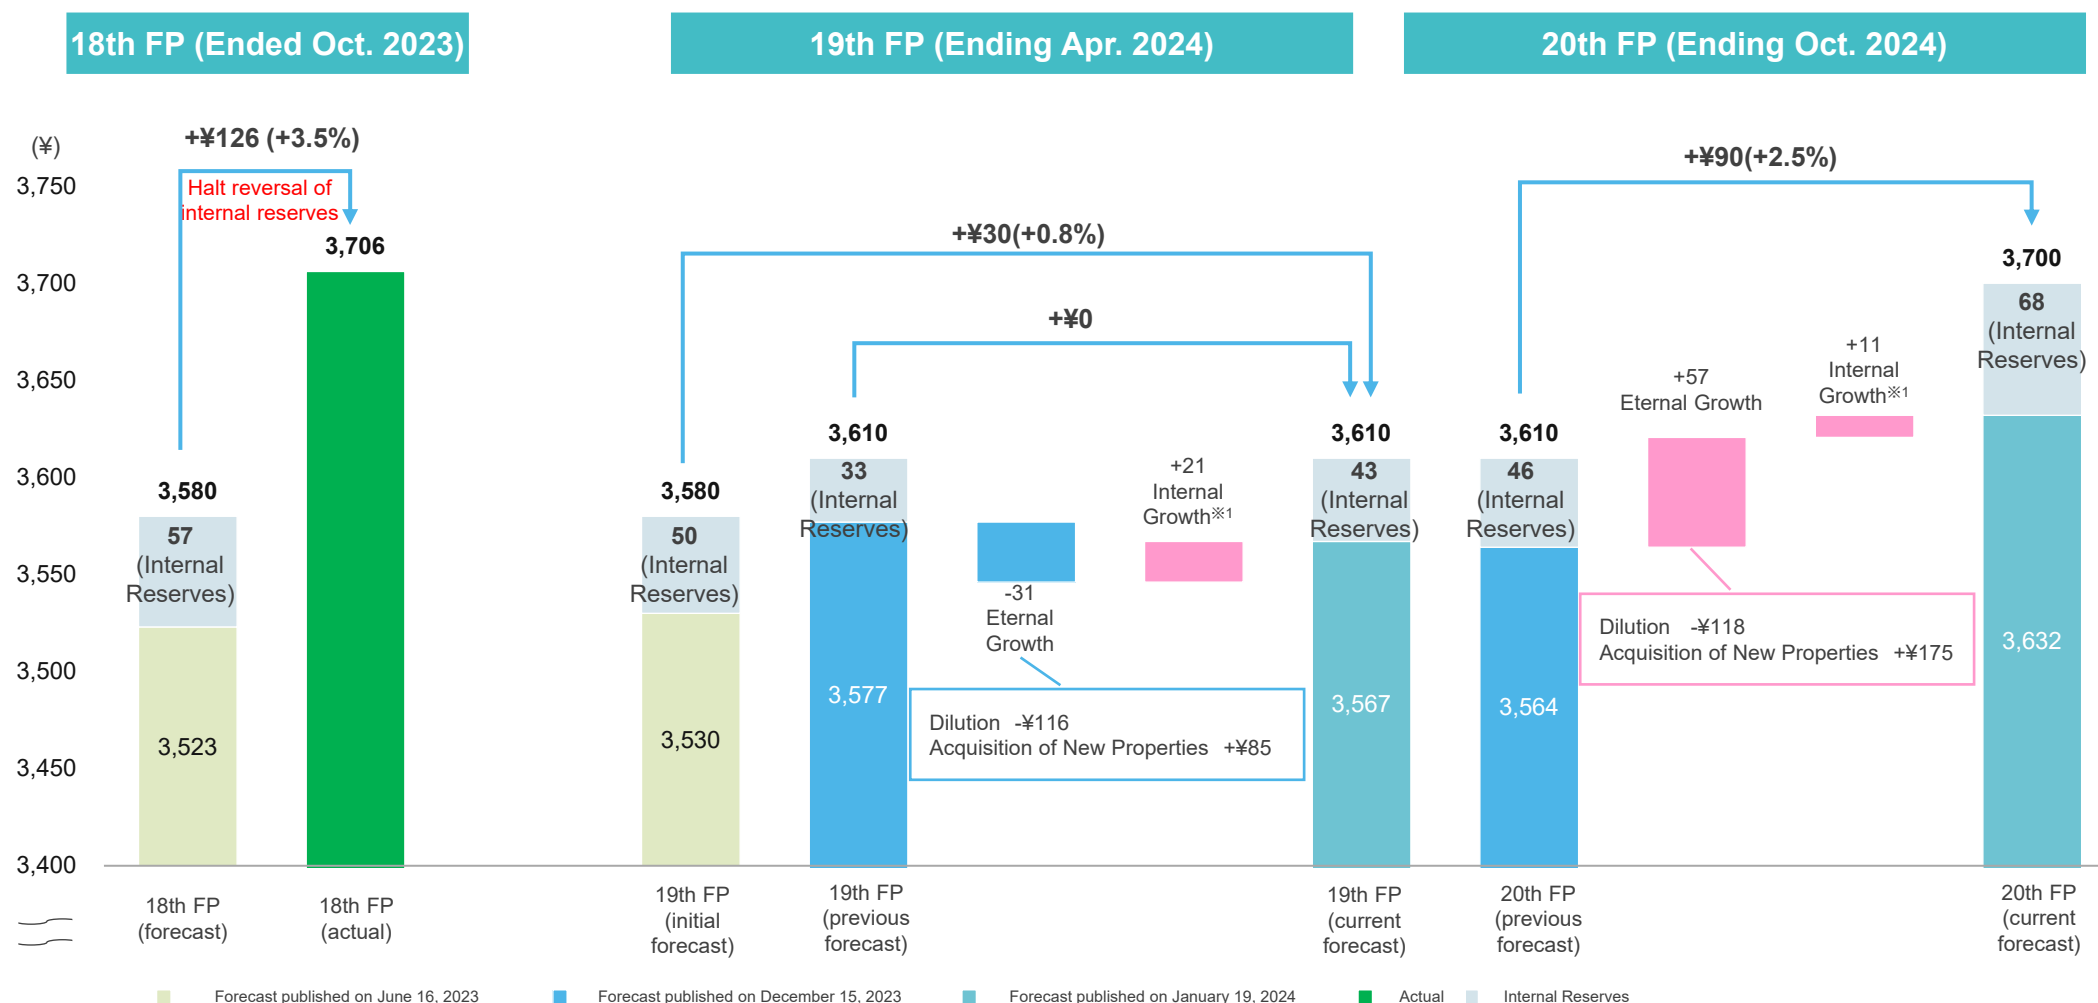 18th FP (Ended Oct. 2023)
19th FP (Ending Apr. 2024)
20th FP (Ending Oct. 2024)
(¥)
3,750
3,700
3,650
3,600
3,550
3,500
3,450
3,400
+¥126 (+3.5%)
Halt reversal of
internal reserves
3,706
3,580
57
(Internal
Reserves)
3,523
18th FP
(forecast)
18th FP
(actual)
+¥30(+0.8%)
+¥0
3,580
50
(Internal
Reserves)
3,530
3,610
33
(Internal
Reserves)
3,577
-31
Eternal
Growth
+21
Internal
Growth※1
Dilution -¥116
Acquisition of New Properties +¥85
3,610
43
(Internal
Reserves)
3,567
19th FP
(initial
forecast)
19th FP
(previous
forecast)
19th FP
(current
forecast)
+¥90(+2.5%)
3,610
46
(Internal
Reserves)
3,564
+57
Eternal Growth
+11
Internal
Growth※1
Dilution -¥118
Acquisition of New Properties +¥175
3,700
68
(Internal
Reserves)
3,632
20th FP
(previous
forecast)
20th FP
(current
forecast)
Forecast published on June 16, 2023
Forecast published on December 15, 2023
Forecast published on January 19, 2024
Actual
Internal Reserves